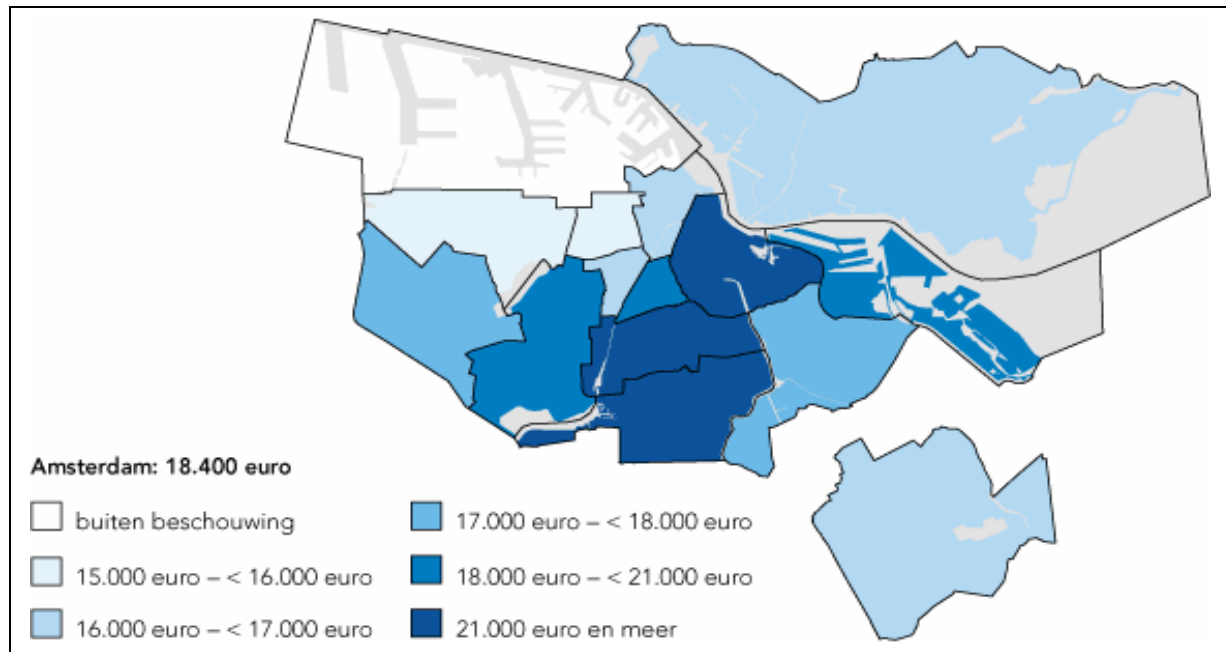 Amsterdam: 18.400 euro
buiten beschouwing
15.000 euro – < 16.000 euro
16.000 euro – < 17.000 euro
17.000 euro – < 18.000 euro
18.000 euro – < 21.000 euro
21.000 euro en meer